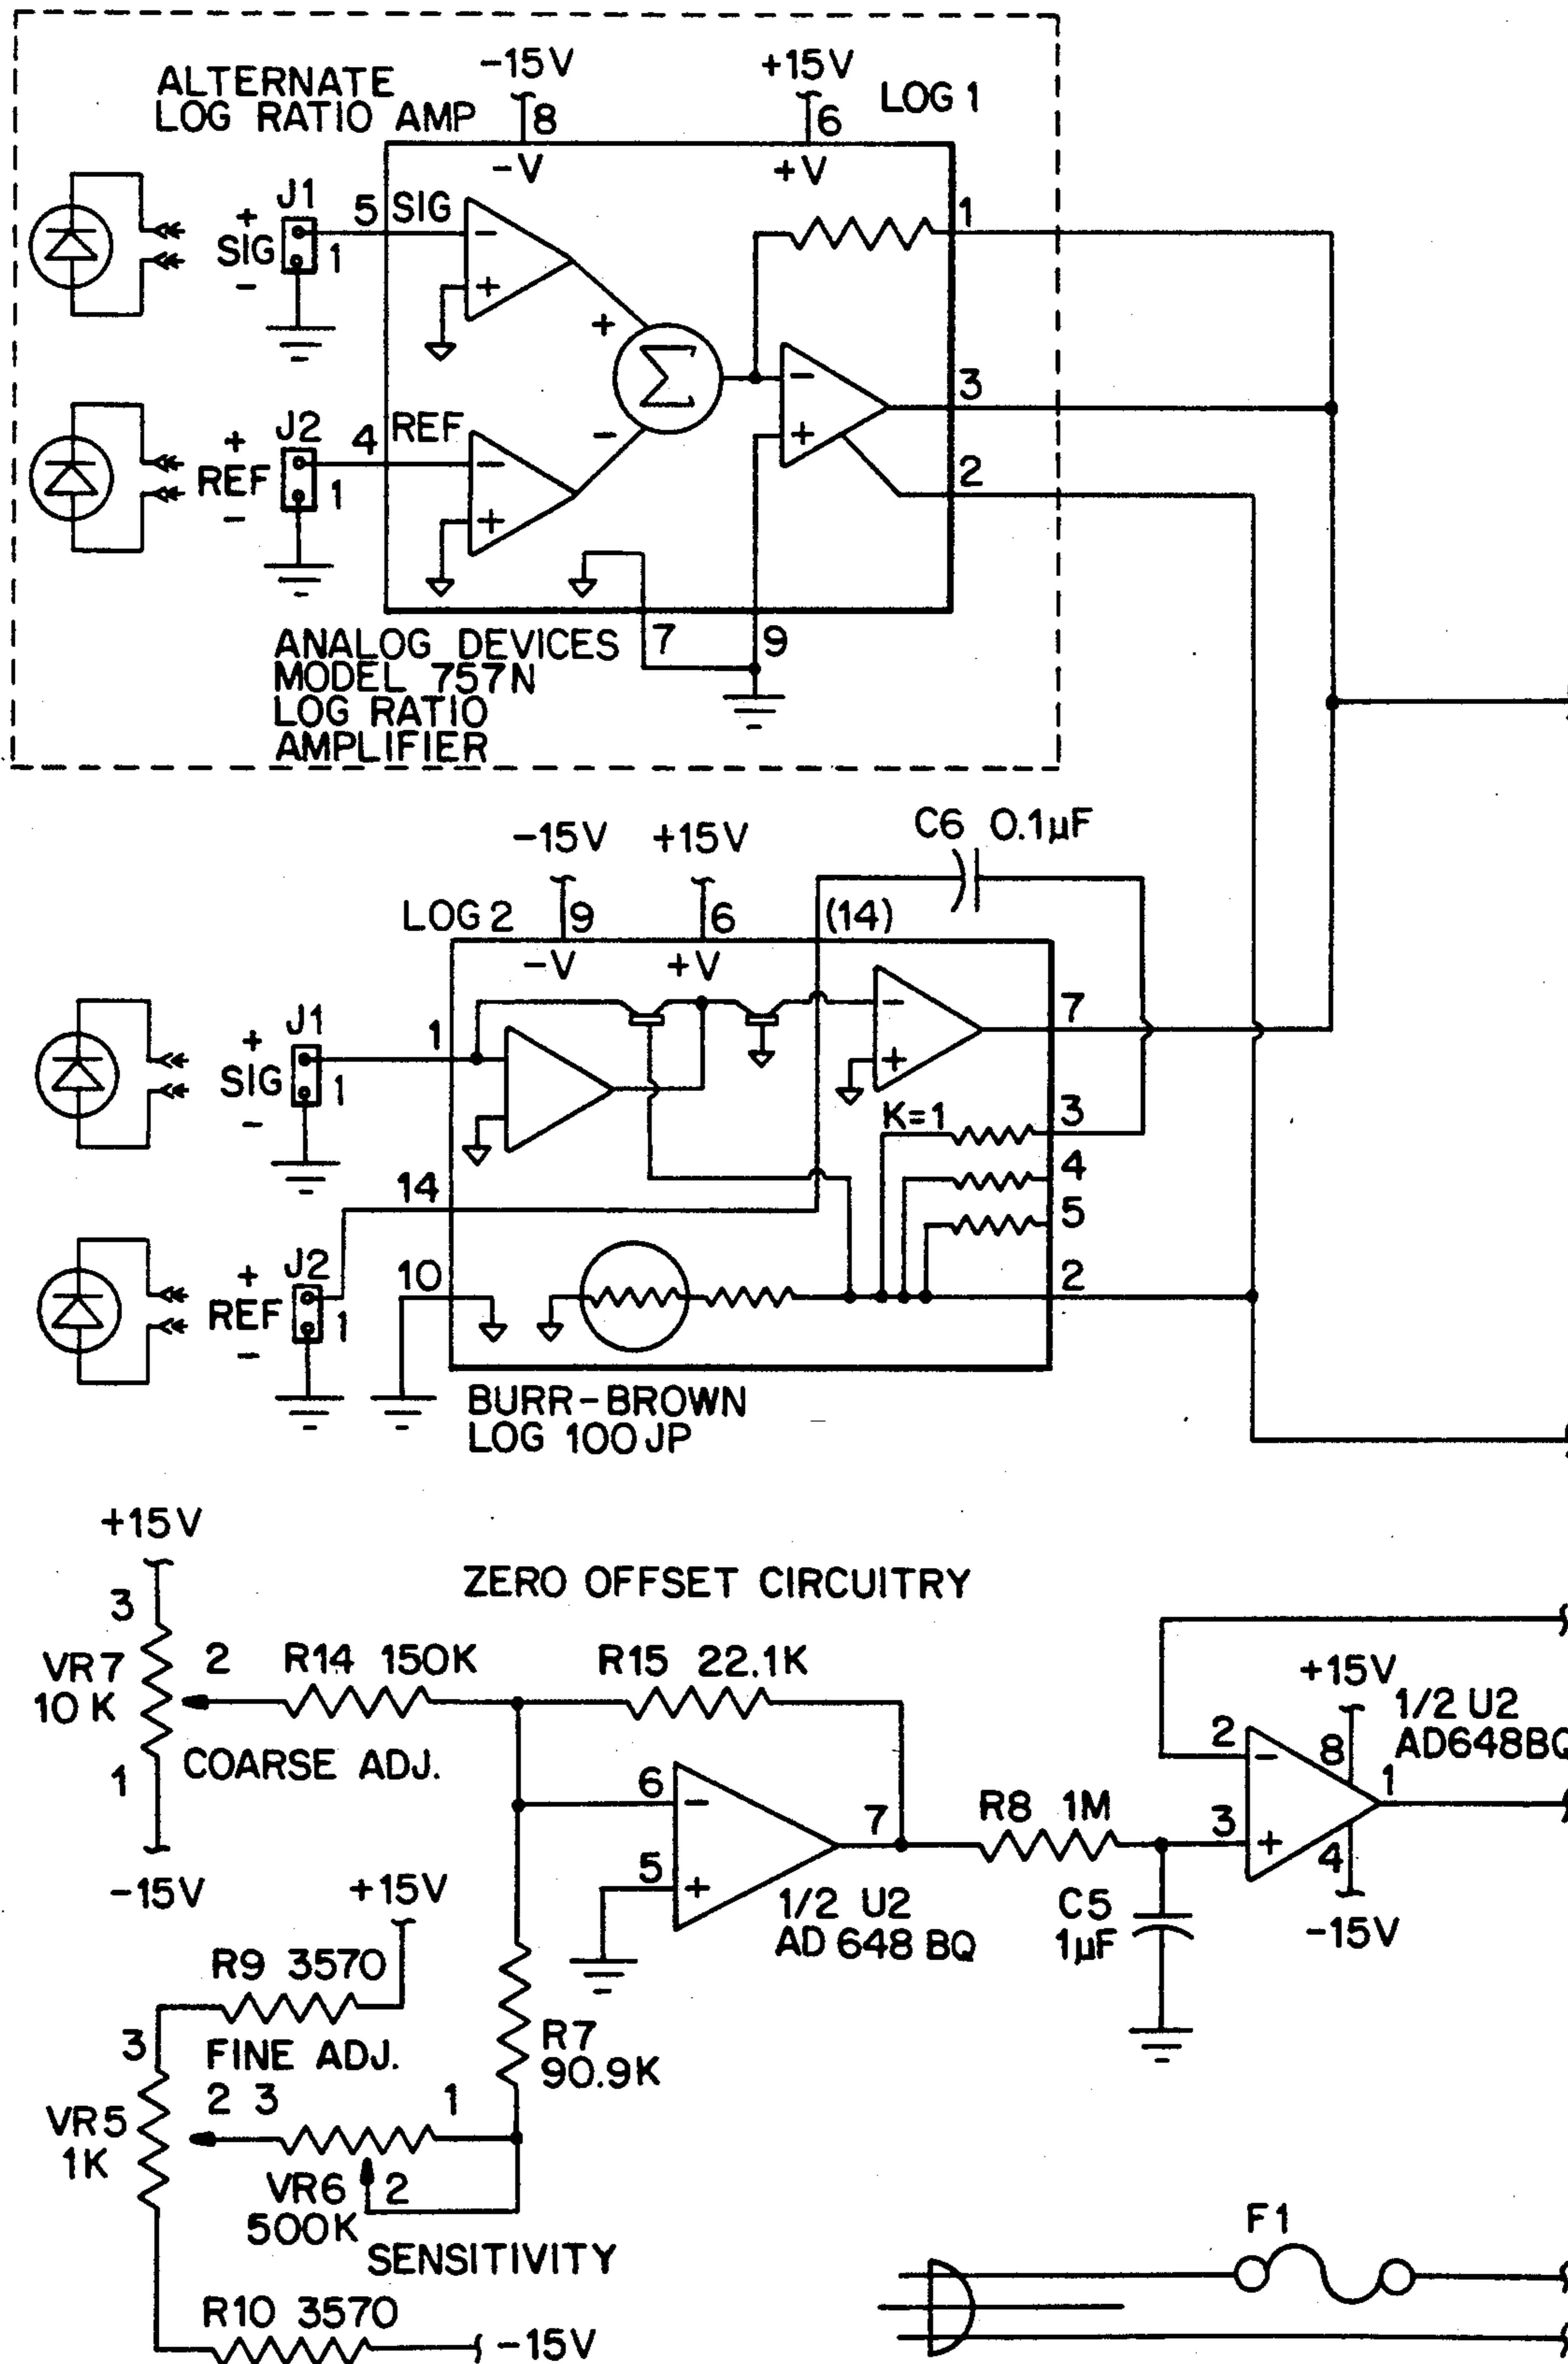 -15V
+15V
ALTERNATE
LOG RATIO AMP
LOG 1
8
6
-V
+V
J1
5
SIG
+
SIG
-
1
-
+
1
+
Σ
-
+
3
2
J2
4
REF
+
REF
-
1
-
+
-
7
9
ANALOG DEVICES
MODEL 757N
LOG RATIO
AMPLIFIER
C6 0.1µF
-15V
+15V
LOG 2
9
6
(14)
-V
+V
J1
+
SIG
-
1
1
-
+
7
K=1
3
4
5
2
14
J2
+
REF
-
1
10
BURR-BROWN
LOG 100JP
+15V
ZERO OFFSET CIRCUITRY
3
VR7
10K
2
R14 150K
R15 22.1K
COARSE ADJ.
1
-15V
6
-
5
+
7
1/2 U2
AD 648 BQ
R8 1M
C5
1µF
+15V
1/2 U2
AD648BQ
2
-
3
+
8
1
4
-15V
+15V
R9 3570
3
FINE ADJ.
R7
90.9K
VR5
1K
2
3
1
VR6
500K
2
SENSITIVITY
R10 3570
-15V
F1